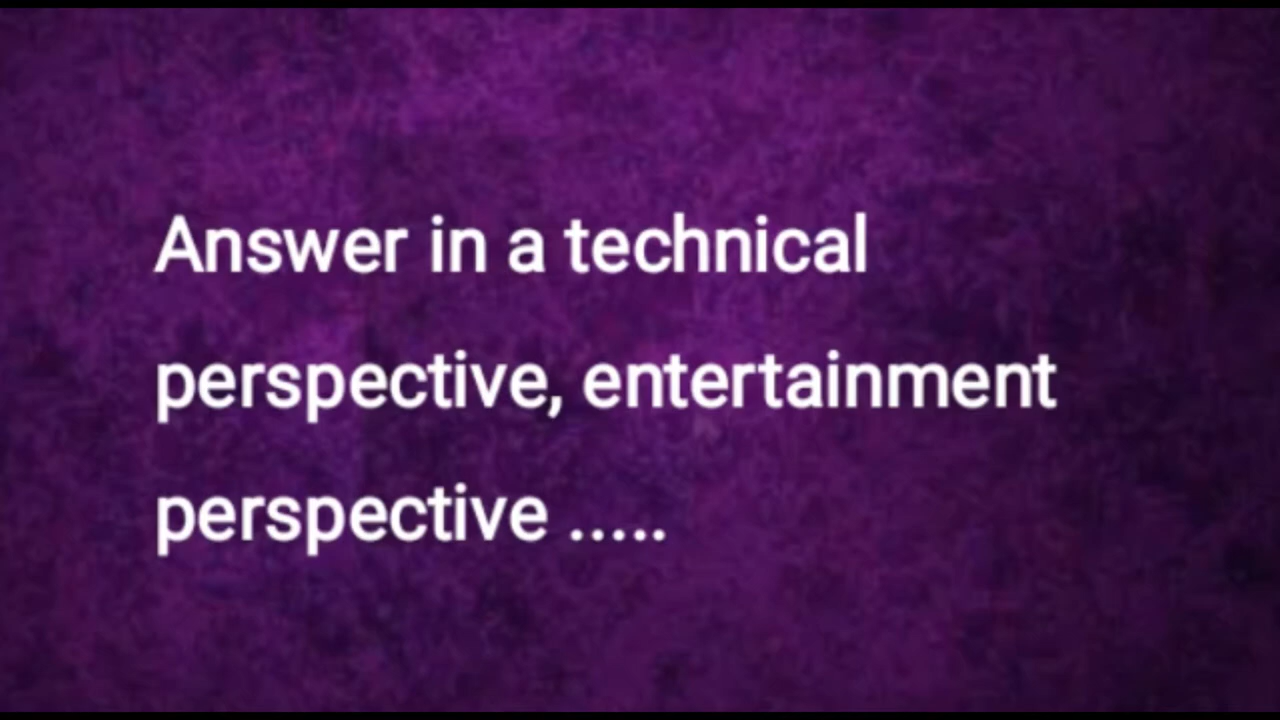 Answer in a technical
perspective, entertainment
perspective .....